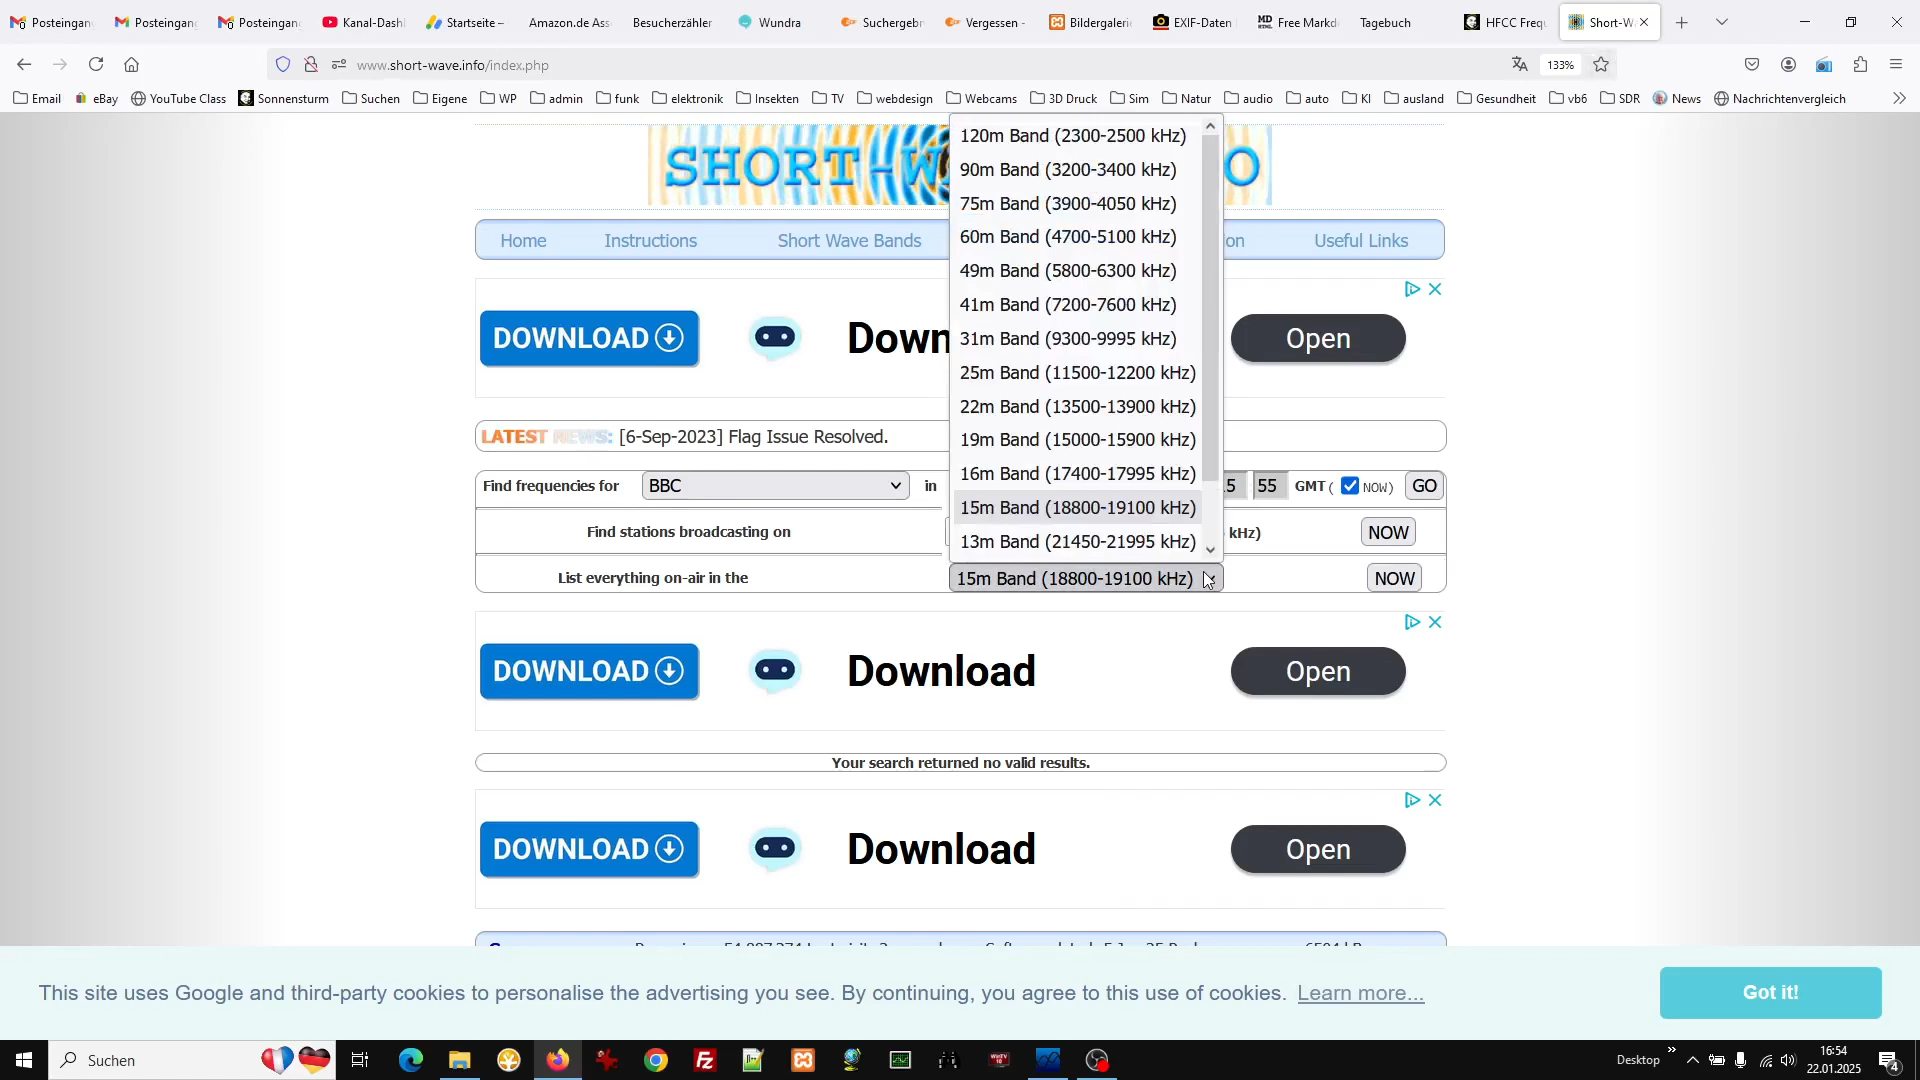 Posteingan
Posteingan
Posteingan
Kanal-Dash
Startseite –
Amazon.de Ass
Besucherzähler
Wundra
Suchergebn
Vergessen -
Bildergalerie
EXIF-Daten
MD
Free Markd
Tagebuch
HFCC Freq
Short-W
www.short-wave.info/index.php
133%
Email
eBay
YouTube Class
Sonnensturm
Suchen
Eigene
WP
admin
funk
elektronik
Insekten
TV
webdesign
Webcams
3D Druck
Sim
Natur
audio
auto
KI
ausland
Gesundheit
vb6
SDR
News
Nachrichtenvergleich
SHORT-W
O
Home
Instructions
Short Wave Bands
on
Useful Links
120m Band (2300-2500 kHz)
90m Band (3200-3400 kHz)
75m Band (3900-4050 kHz)
60m Band (4700-5100 kHz)
49m Band (5800-6300 kHz)
41m Band (7200-7600 kHz)
31m Band (9300-9995 kHz)
25m Band (11500-12200 kHz)
22m Band (13500-13900 kHz)
19m Band (15000-15900 kHz)
16m Band (17400-17995 kHz)
15m Band (18800-19100 kHz)
13m Band (21450-21995 kHz)
DOWNLOAD
Down
Open
LATEST NEWS: [6-Sep-2023] Flag Issue Resolved.
Find frequencies for
BBC
in
5
55
GMT ( NOW)
GO
Find stations broadcasting on
kHz)
NOW
List everything on-air in the
15m Band (18800-19100 kHz)
NOW
DOWNLOAD
Download
Open
Your search returned no valid results.
DOWNLOAD
Download
Open
This site uses Google and third-party cookies to personalise the advertising you see. By continuing, you agree to this use of cookies. Learn more...
Got it!
Suchen
Desktop
16:54
22.01.2025
4